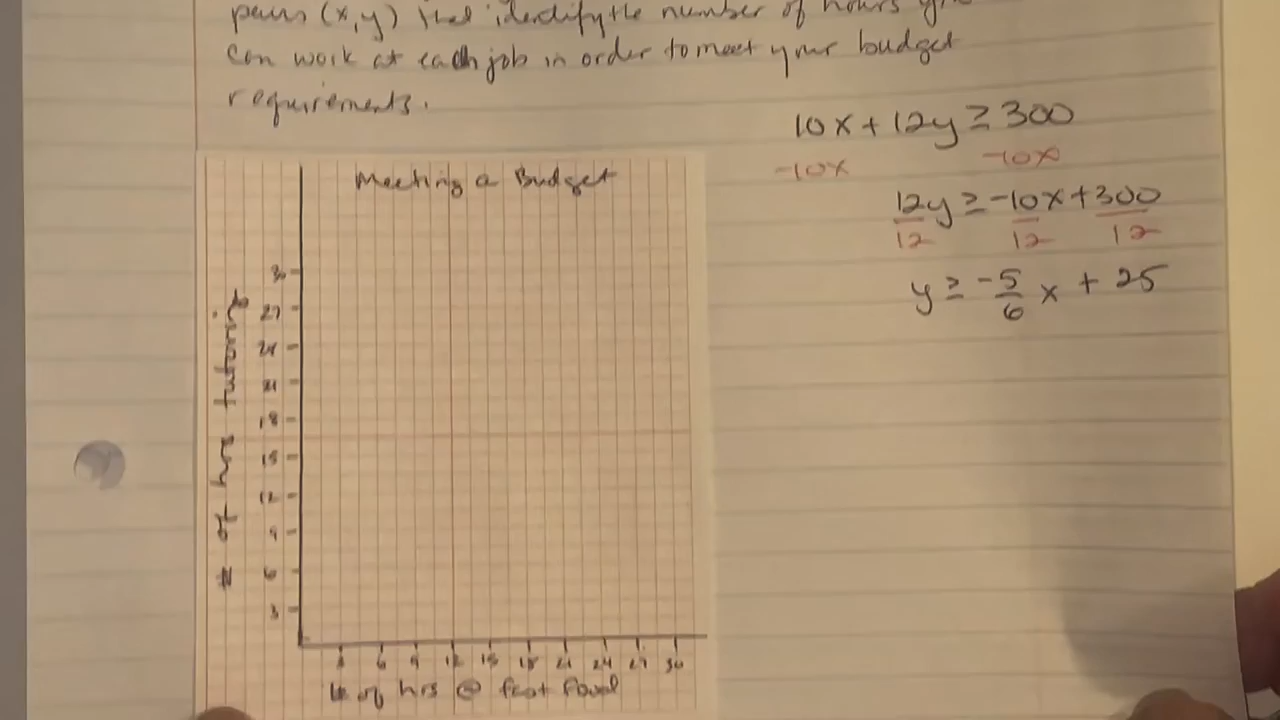 pairs (x,y) that identify the number of hours you
can work at each job in order to meet your budget
requirements.
10x + 12y ≥ 300
-10x -10x
12y ≥ -10x + 300
12 12 12
y ≥ -5/6 x + 25
Meeting a Budget
# of hrs tutoring
30
27
24
21
18
15
12
9
6
3
6 9 12 15 18 21 24 27 30
# of hrs @ fast food